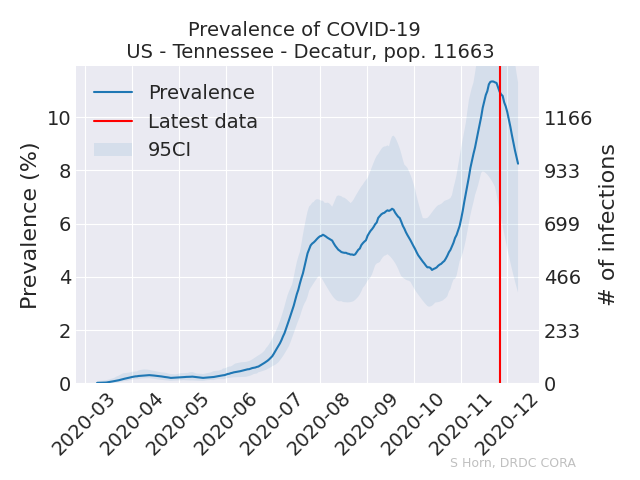 Prevalence of COVID-19
US - Tennessee - Decatur, pop. 11663
Prevalence
Latest data
95CI
Prevalence (%)
10
8
6
4
2
0
1166
933
699
466
233
0
# of infections
2020-03
2020-04
2020-05
2020-06
2020-07
2020-08
2020-09
2020-10
2020-11
2020-12
S Horn, DRDC CORA